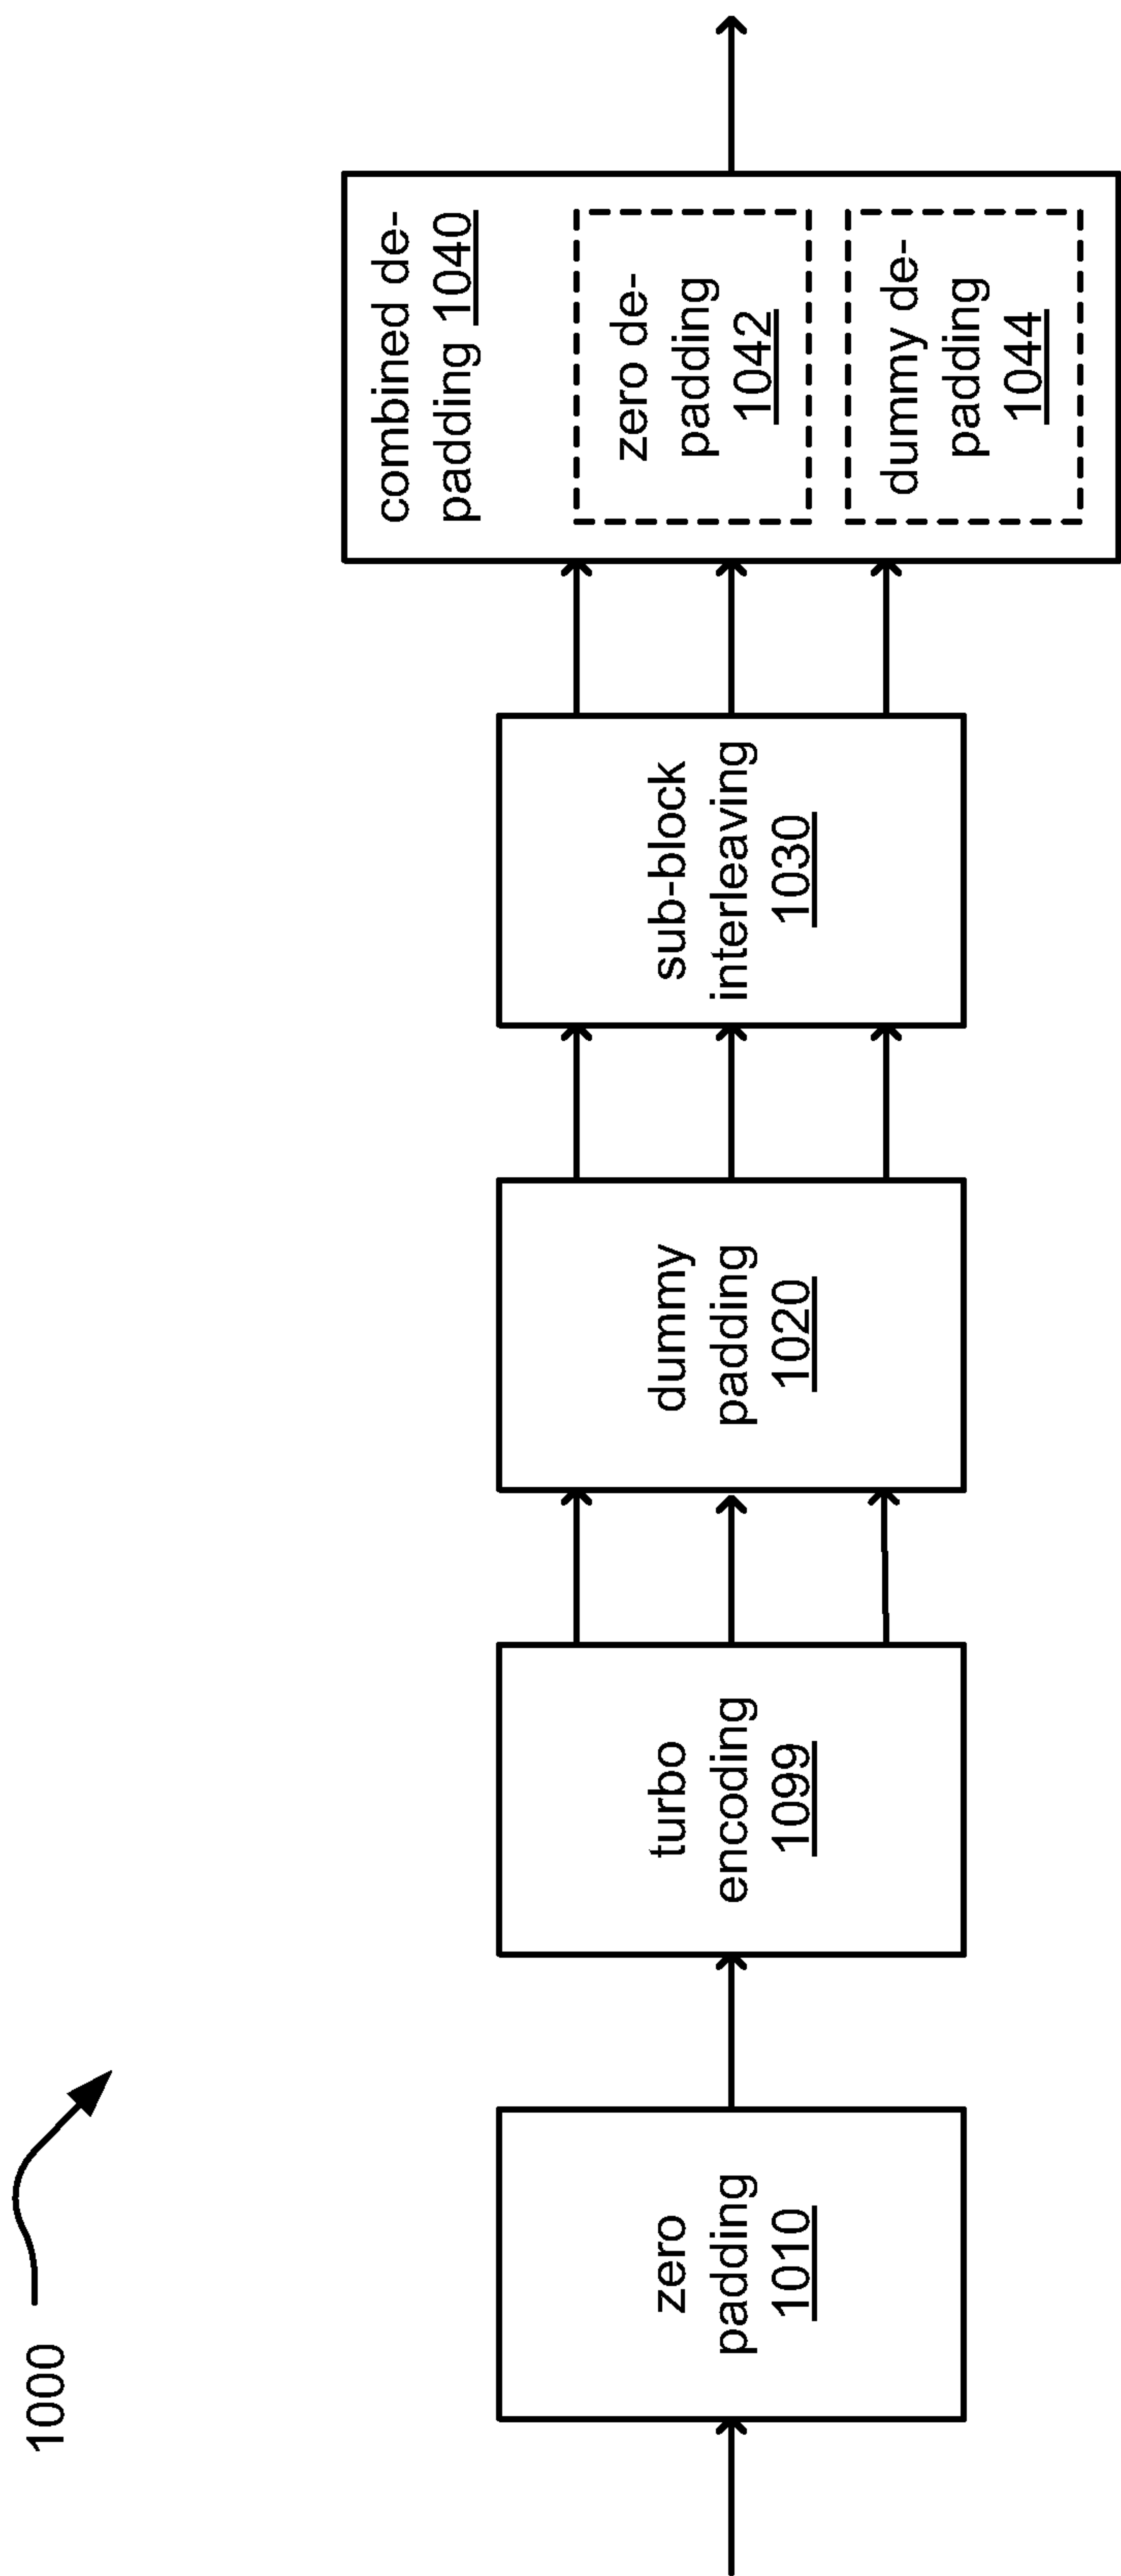 1000
zero
padding
1010
turbo
encoding
1099
dummy
padding
1020
sub-block
interleaving
1030
combined de-
padding 1040
zero de-
padding
1042
dummy de-
padding
1044